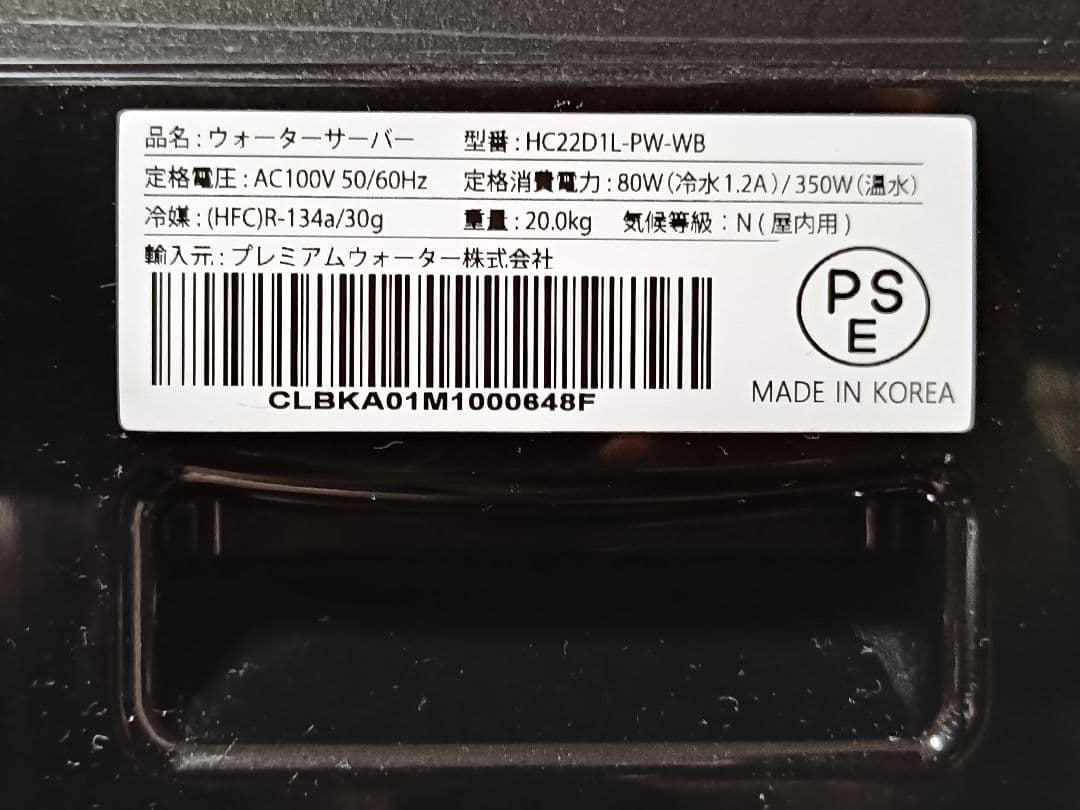 品名:ウォーターサーバー 型番:HC22D1L-PW-WB
定格電圧:AC100V 50/60Hz 定格消費電力:80W(冷水1.2A)/350W(温水)
冷媒:(HFC)R-134a/30g 重量:20.0kg 気候等級:N(屋内用)
輸入元:プレミアムウォーター株式会社
PS
E
CLBKA01M1000648F
MADE IN KOREA